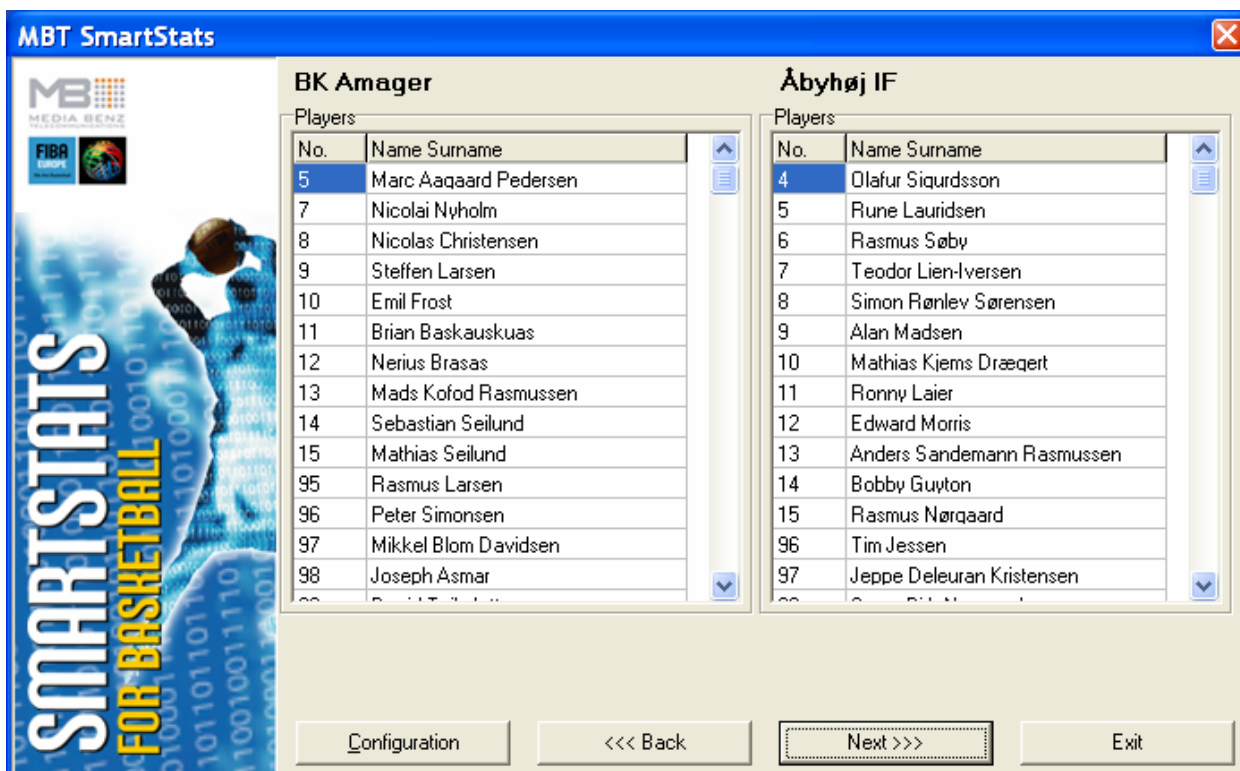 MBT SmartStats
MB
MEDIA BENZ
TELECOMMUNICATIONS
FIBA
EUROPE
We Are Basketball
SMARTSTATS
FOR BASKETBALL
BK Amager
Players
No. Name Surname
5 Marc Aagaard Pedersen
7 Nicolai Nyholm
8 Nicolas Christensen
9 Steffen Larsen
10 Emil Frost
11 Brian Baskauskuas
12 Nerius Brasas
13 Mads Kofod Rasmussen
14 Sebastian Seilund
15 Mathias Seilund
95 Rasmus Larsen
96 Peter Simonsen
97 Mikkel Blom Davidsen
98 Joseph Asmar
Åbyhøj IF
Players
No. Name Surname
4 Olafur Sigurdsson
5 Rune Lauridsen
6 Rasmus Søby
7 Teodor Lien-Iversen
8 Simon Rønlev Sørensen
9 Alan Madsen
10 Mathias Kjems Drægert
11 Ronny Laier
12 Edward Morris
13 Anders Sandemann Rasmussen
14 Bobby Guyton
15 Rasmus Nørgaard
96 Tim Jessen
97 Jeppe Deleuran Kristensen
Configuration
<<< Back
Next >>>
Exit